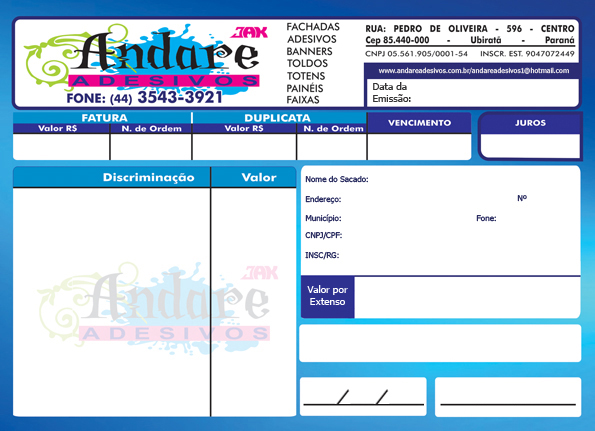 JAX
Andare
ADESIVOS
FONE: (44) 3543-3921
FACHADAS
ADESIVOS
BANNERS
TOLDOS
TOTENS
PAINÉIS
FAIXAS
RUA: PEDRO DE OLIVEIRA - 596 - CENTRO
Cep 85.440-000 - Ubiratã - Paraná
CNPJ 05.561.905/0001-54 INSCR. EST. 9047072449
www.andareadesivos.com.br/andareadesivos1@hotmail.com
Data da
Emissão:
FATURA DUPLICATA VENCIMENTO JUROS
Valor R$ N. de Ordem Valor R$ N. de Ordem
Discriminação Valor
Nome do Sacado:
Endereço: Nº
Município: Fone:
CNPJ/CPF:
INSC/RG:
Valor por
Extenso
JAX
Andare
ADESIVOS
/ /